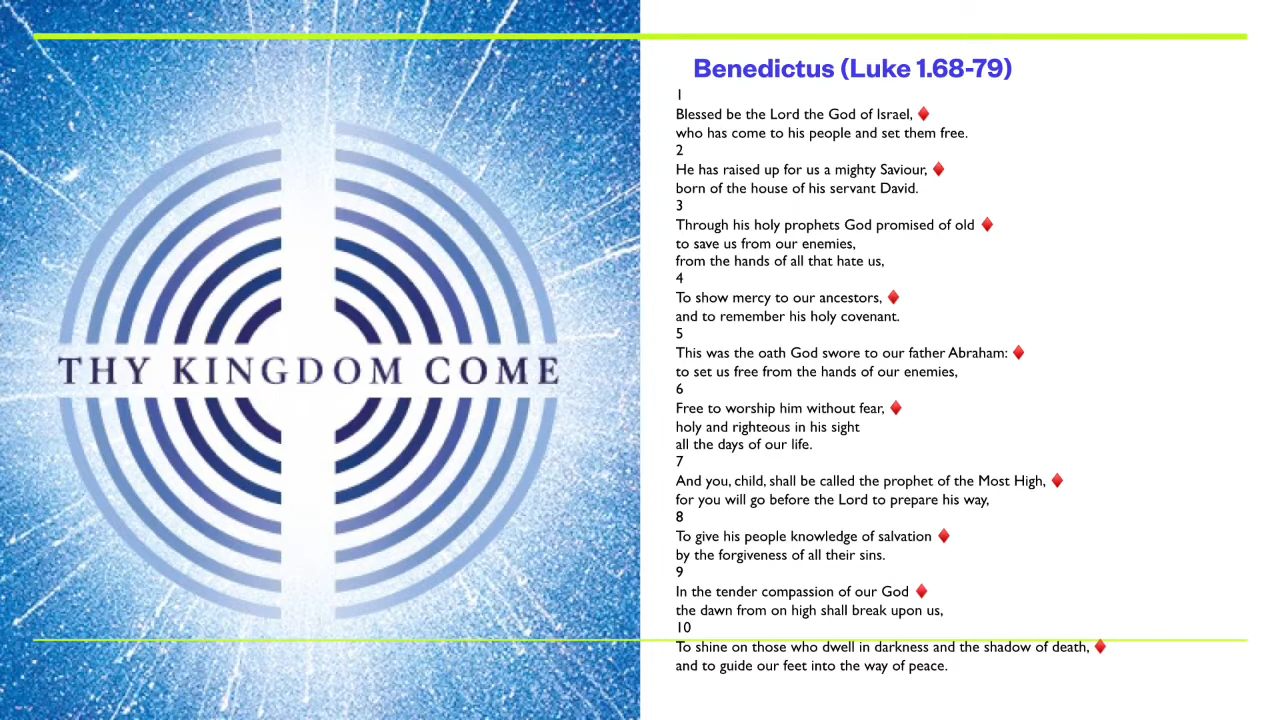 THY KINGDOM COME
Benedictus (Luke 1.68-79)
1
Blessed be the Lord the God of Israel, ♦
who has come to his people and set them free.
2
He has raised up for us a mighty Saviour, ♦
born of the house of his servant David.
3
Through his holy prophets God promised of old ♦
to save us from our enemies,
from the hands of all that hate us,
4
To show mercy to our ancestors, ♦
and to remember his holy covenant.
5
This was the oath God swore to our father Abraham: ♦
to set us free from the hands of our enemies,
6
Free to worship him without fear, ♦
holy and righteous in his sight
all the days of our life.
7
And you, child, shall be called the prophet of the Most High, ♦
for you will go before the Lord to prepare his way,
8
To give his people knowledge of salvation ♦
by the forgiveness of all their sins.
9
In the tender compassion of our God ♦
the dawn from on high shall break upon us,
10
To shine on those who dwell in darkness and the shadow of death, ♦
and to guide our feet into the way of peace.